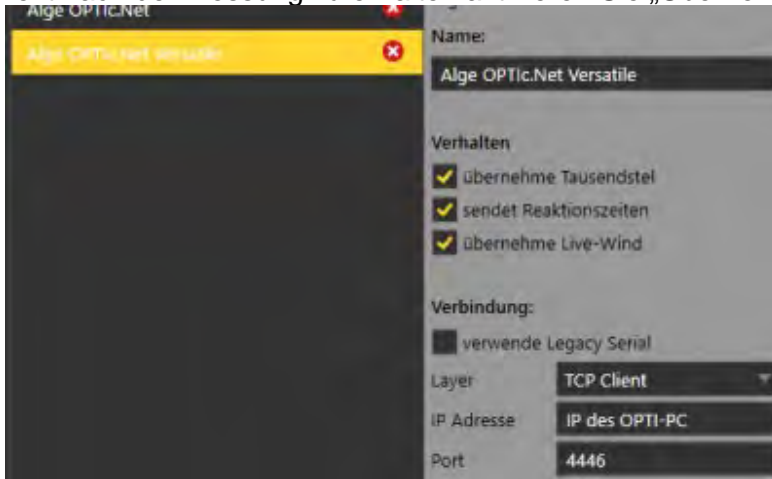 Alge OPTIc.Net
Alge OPTIc.Net Versatile
Name:
Alge OPTIc.Net Versatile
Verhalten
übernehme Tausendstel
sendet Reaktionszeiten
übernehme Live-Wind
Verbindung:
verwende Legacy Serial
Layer TCP Client
IP Adresse IP des OPTI-PC
Port 4446